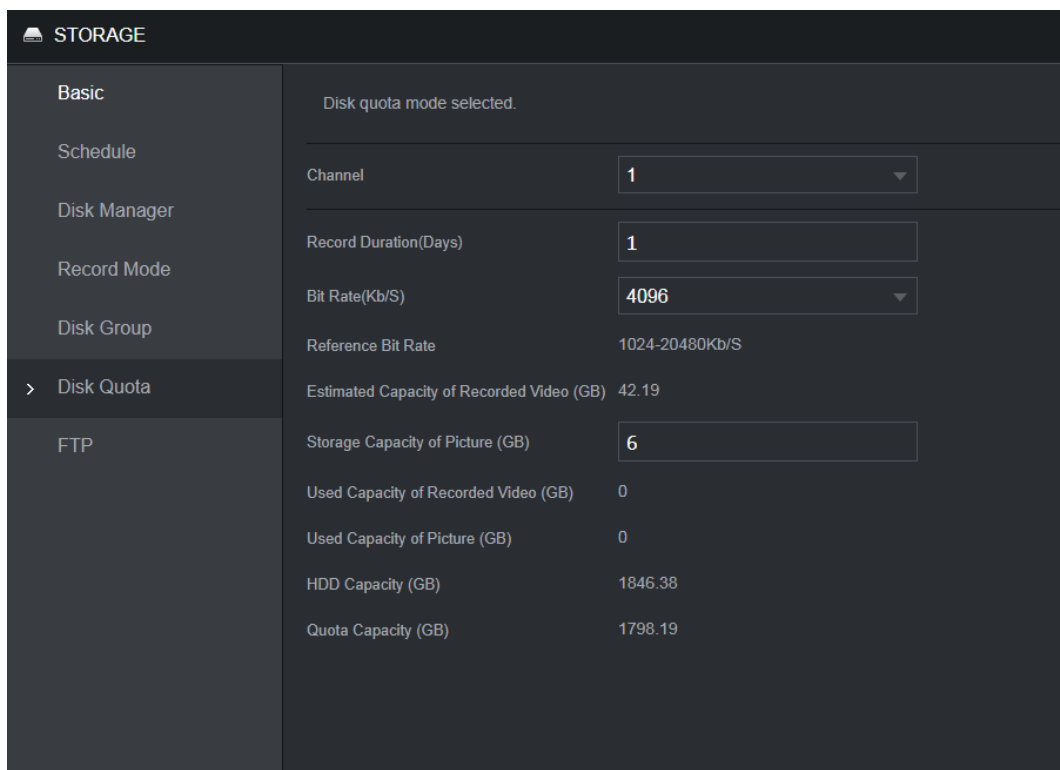 STORAGE
Basic
Schedule
Disk Manager
Record Mode
Disk Group
Disk Quota
FTP
Disk quota mode selected.
Channel 1
Record Duration(Days) 1
Bit Rate(Kb/S) 4096
Reference Bit Rate 1024-20480Kb/S
Estimated Capacity of Recorded Video (GB) 42.19
Storage Capacity of Picture (GB) 6
Used Capacity of Recorded Video (GB) 0
Used Capacity of Picture (GB) 0
HDD Capacity (GB) 1846.38
Quota Capacity (GB) 1798.19